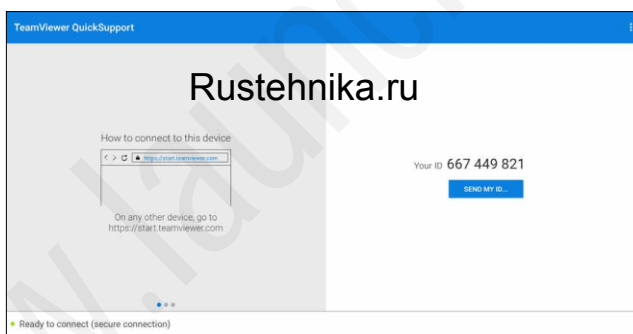 TeamViewer QuickSupport
Rustehnika.ru
How to connect to this device
https://start.teamviewer.com
On any other device, go to
https://start.teamviewer.com
Your ID 667 449 821
SEND MY ID...
Ready to connect (secure connection)